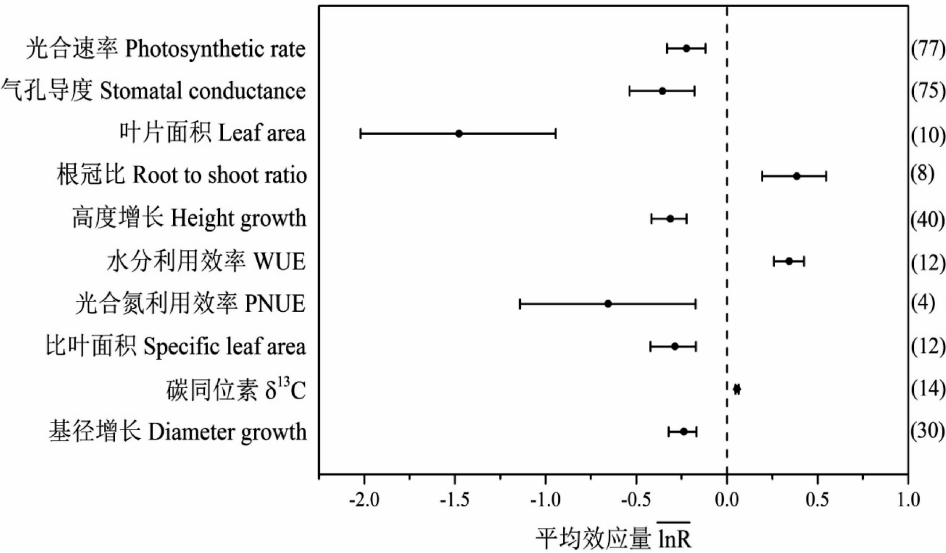 光合速率 Photosynthetic rate (77)
气孔导度 Stomatal conductance (75)
叶片面积 Leaf area (10)
根冠比 Root to shoot ratio (8)
高度增长 Height growth (40)
水分利用效率 WUE (12)
光合氮利用效率 PNUE (4)
比叶面积 Specific leaf area (12)
碳同位素 δ¹³C (14)
基径增长 Diameter growth (30)
-2.0 -1.5 -1.0 -0.5 0.0 0.5 1.0
平均效应量 l̅n̅R̅